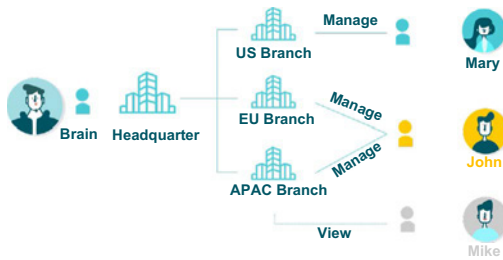 Manage
US Branch
Mary
Manage
EU Branch
Brain
Headquarter
Manage
John
APAC Branch
View
Mike